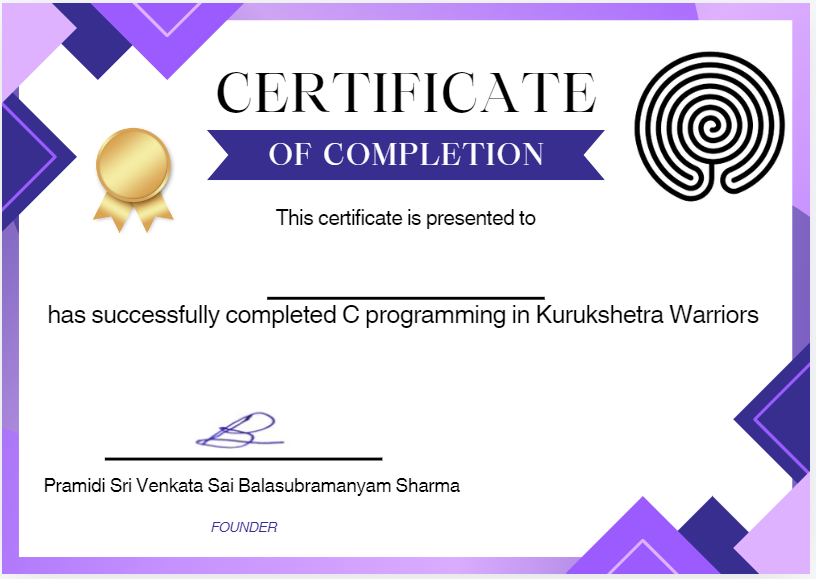 CERTIFICATE
OF COMPLETION
This certificate is presented to
has successfully completed C programming in Kurukshetra Warriors
Pramidi Sri Venkata Sai Balasubramanyam Sharma
FOUNDER